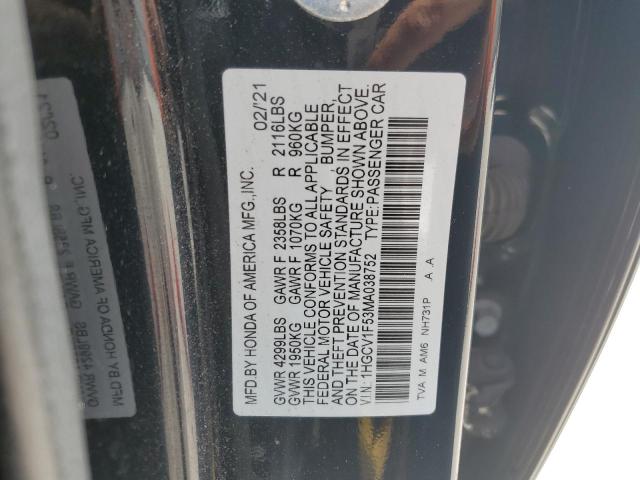 MFD.BY HONDA OF AMERICA MFG.,INC. 02/'21
GVWR 4299LBS GAWR F 2358LBS R 2116LBS
GVWR 1950KG GAWR F 1070KG R 960KG
THIS VEHICLE CONFORMS TO ALL APPLICABLE
FEDERAL MOTOR VEHICLE SAFETY , BUMPER,
AND THEFT PREVENTION STANDARDS IN EFFECT
ON THE DATE OF MANUFACTURE SHOWN ABOVE.
V.I.N: 1HGCV1F53MA038752 TYPE:PASSENGER CAR
TVA M AM6 NH731P A A